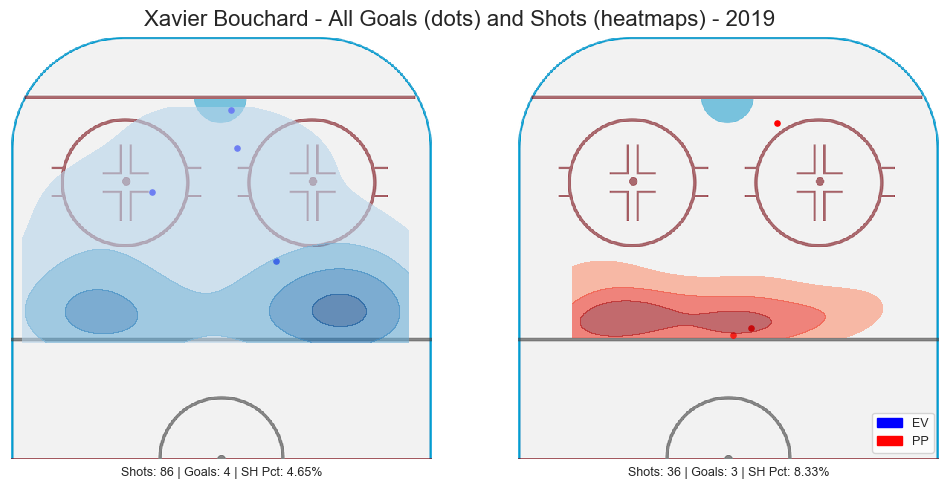 Xavier Bouchard - All Goals (dots) and Shots (heatmaps) - 2019
EV
PP
Shots: 86 | Goals: 4 | SH Pct: 4.65%
Shots: 36 | Goals: 3 | SH Pct: 8.33%